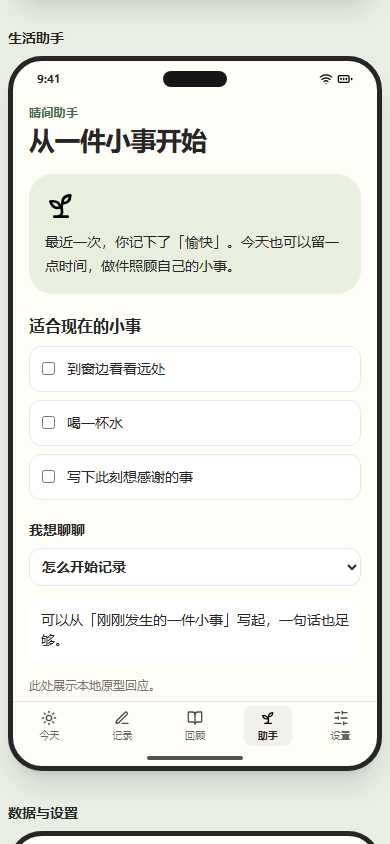 生活助手
9:41
晴间助手
从一件小事开始
最近一次，你记下了「愉快」。今天也可以留一
点时间，做件照顾自己的小事。
适合现在的小事
到窗边看看远处
喝一杯水
写下此刻想感谢的事
我想聊聊
怎么开始记录
可以从「刚刚发生的一件小事」写起，一句话也足
够。
此处展示本地原型回应。
今天 记录 回顾 助手 设置
数据与设置